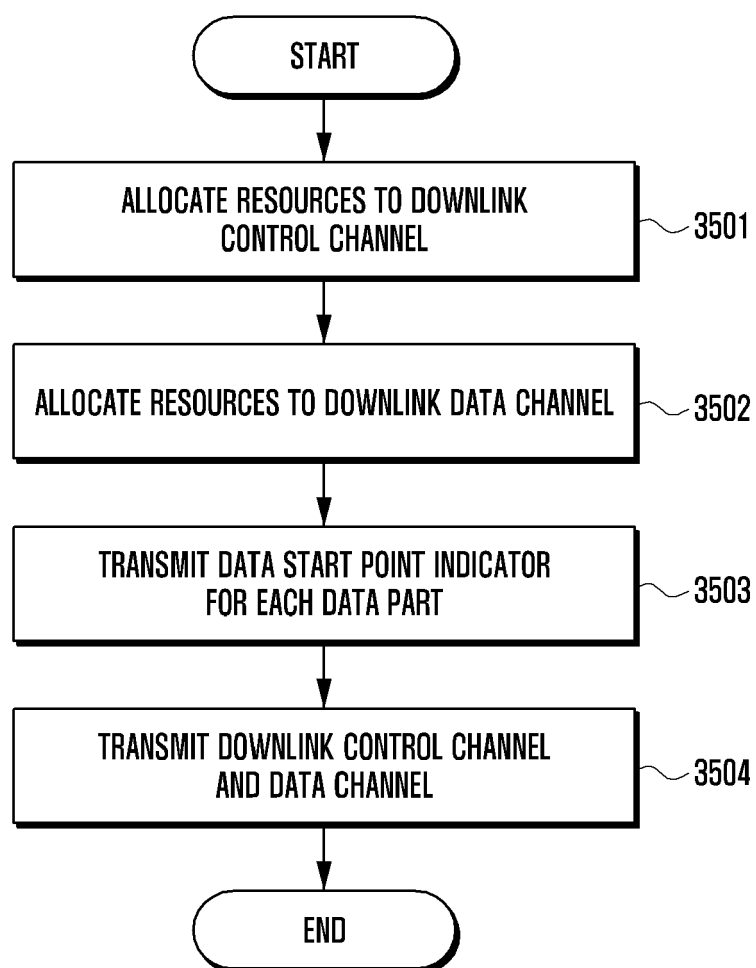 START
ALLOCATE RESOURCES TO DOWNLINK
CONTROL CHANNEL
3501
ALLOCATE RESOURCES TO DOWNLINK DATA CHANNEL
3502
TRANSMIT DATA START POINT INDICATOR
FOR EACH DATA PART
3503
TRANSMIT DOWNLINK CONTROL CHANNEL
AND DATA CHANNEL
3504
END